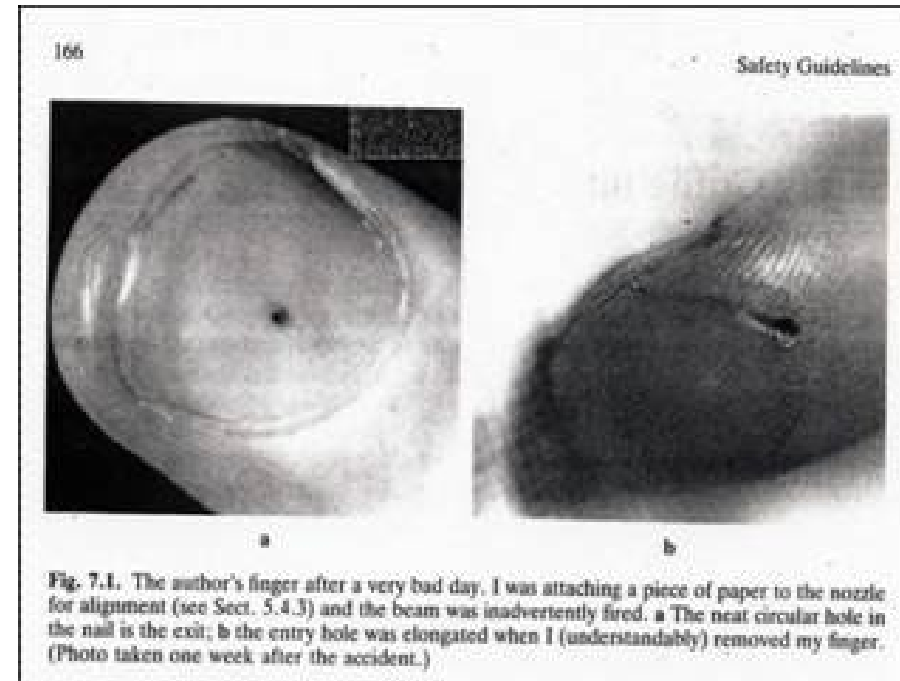 166
Safety Guidelines
a
b
Fig. 7.1. The author's finger after a very bad day. I was attaching a piece of paper to the nozzle
for alignment (see Sect. 5.4.3) and the beam was inadvertently fired. a The neat circular hole in
the nail is the exit; b the entry hole was elongated when I (understandably) removed my finger.
(Photo taken one week after the accident.)